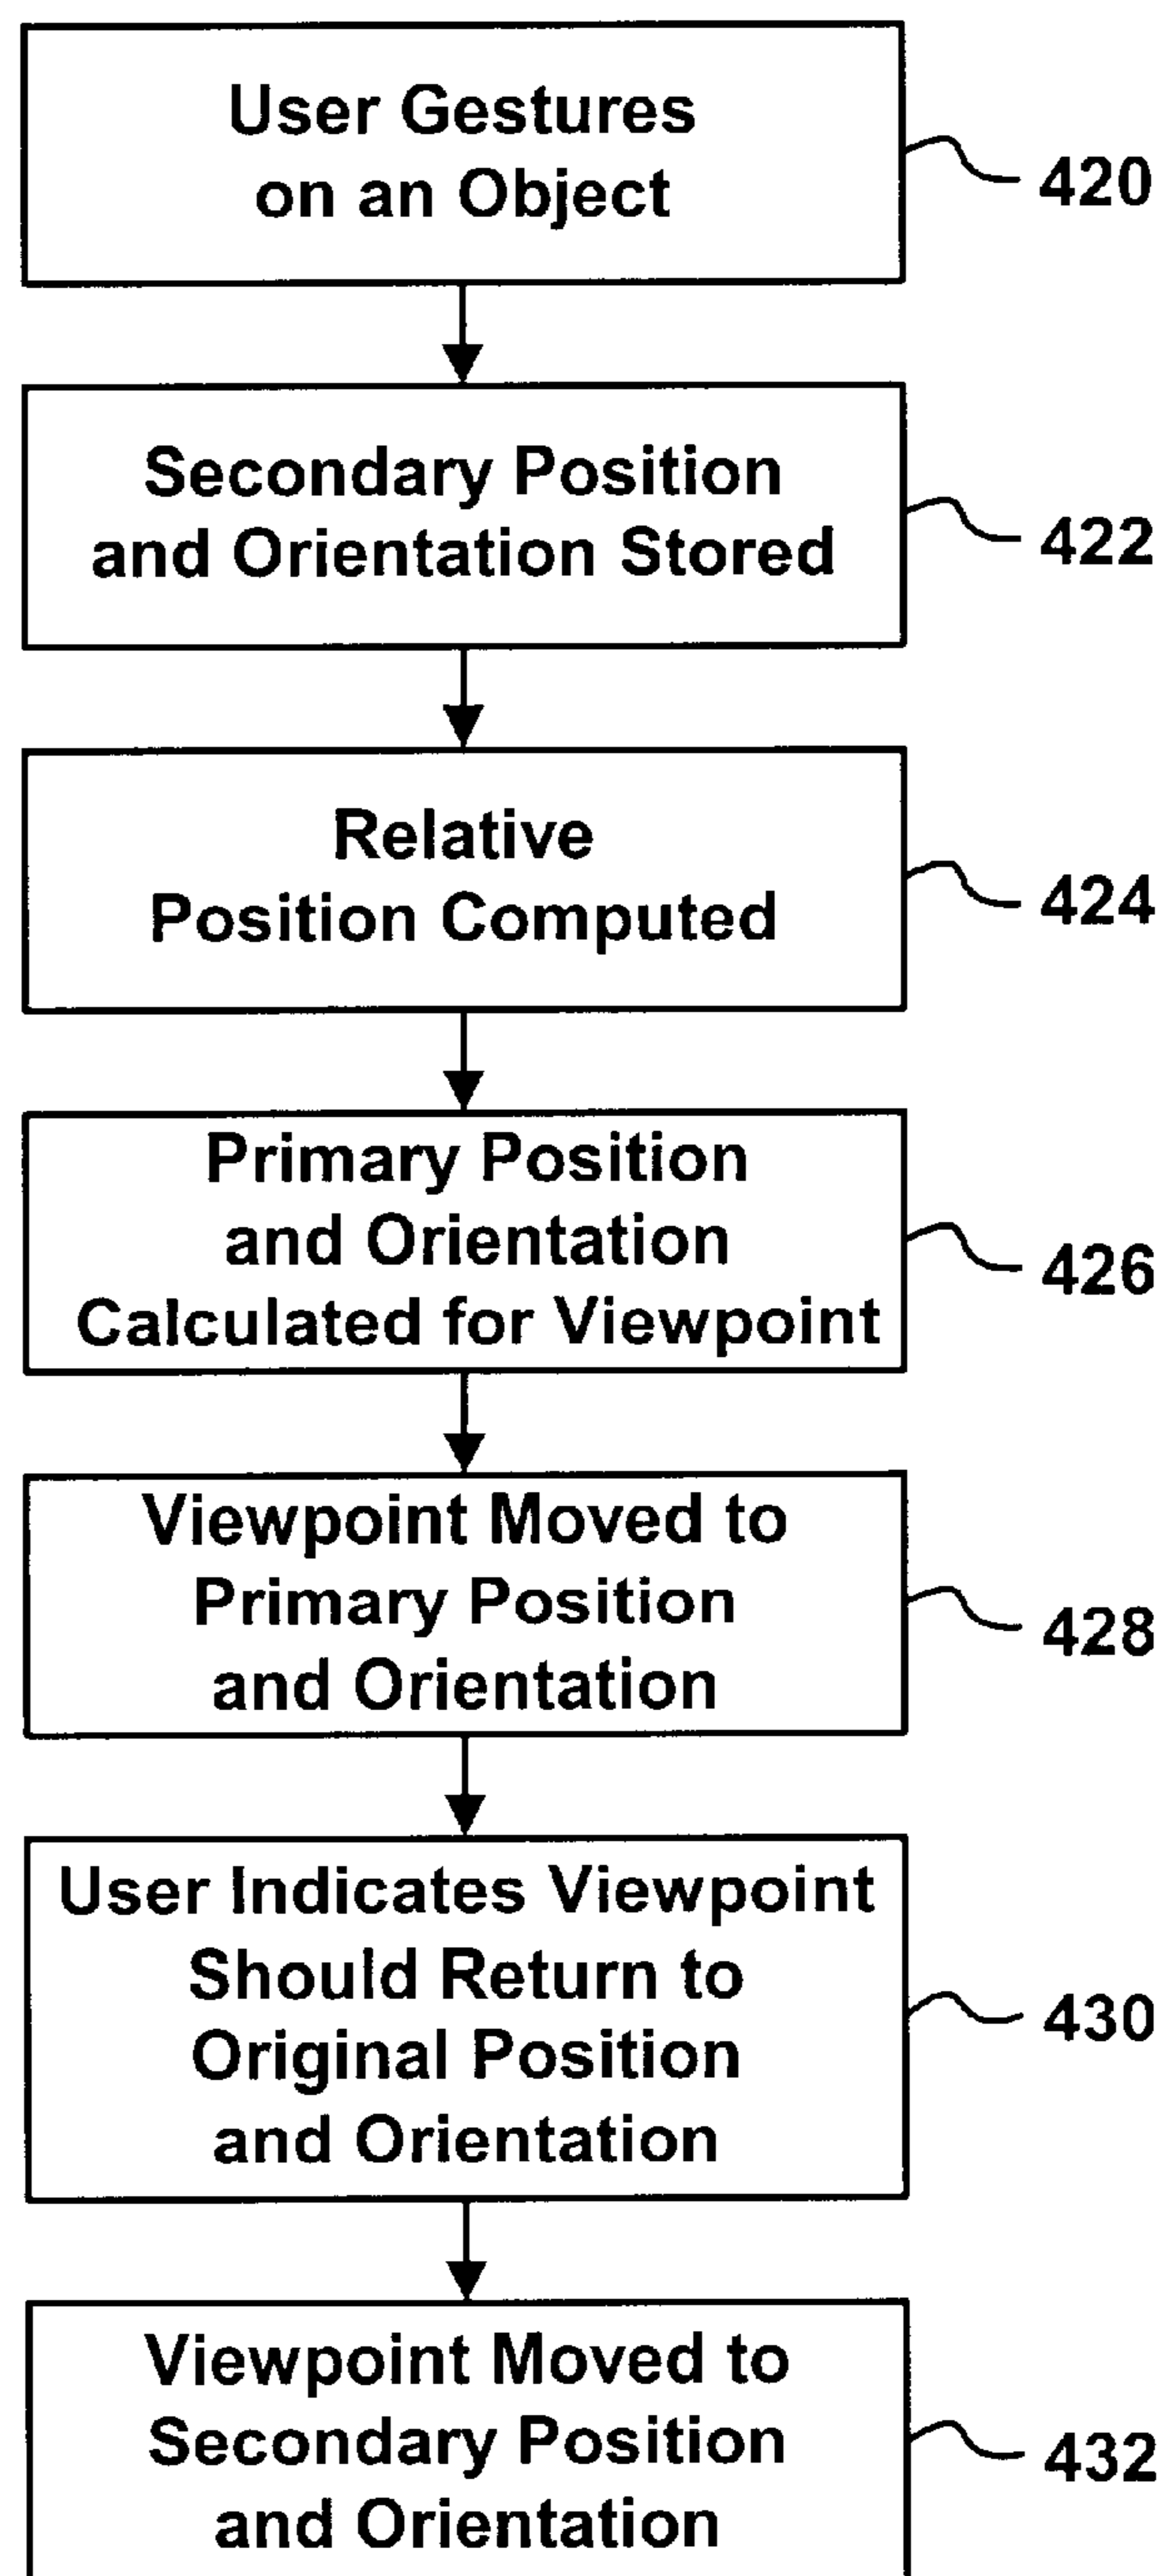 User Gestures
on an Object
420
Secondary Position
and Orientation Stored
422
Relative
Position Computed
424
Primary Position
and Orientation
Calculated for Viewpoint
426
Viewpoint Moved to
Primary Position
and Orientation
428
User Indicates Viewpoint
Should Return to
Original Position
and Orientation
430
Viewpoint Moved to
Secondary Position
and Orientation
432